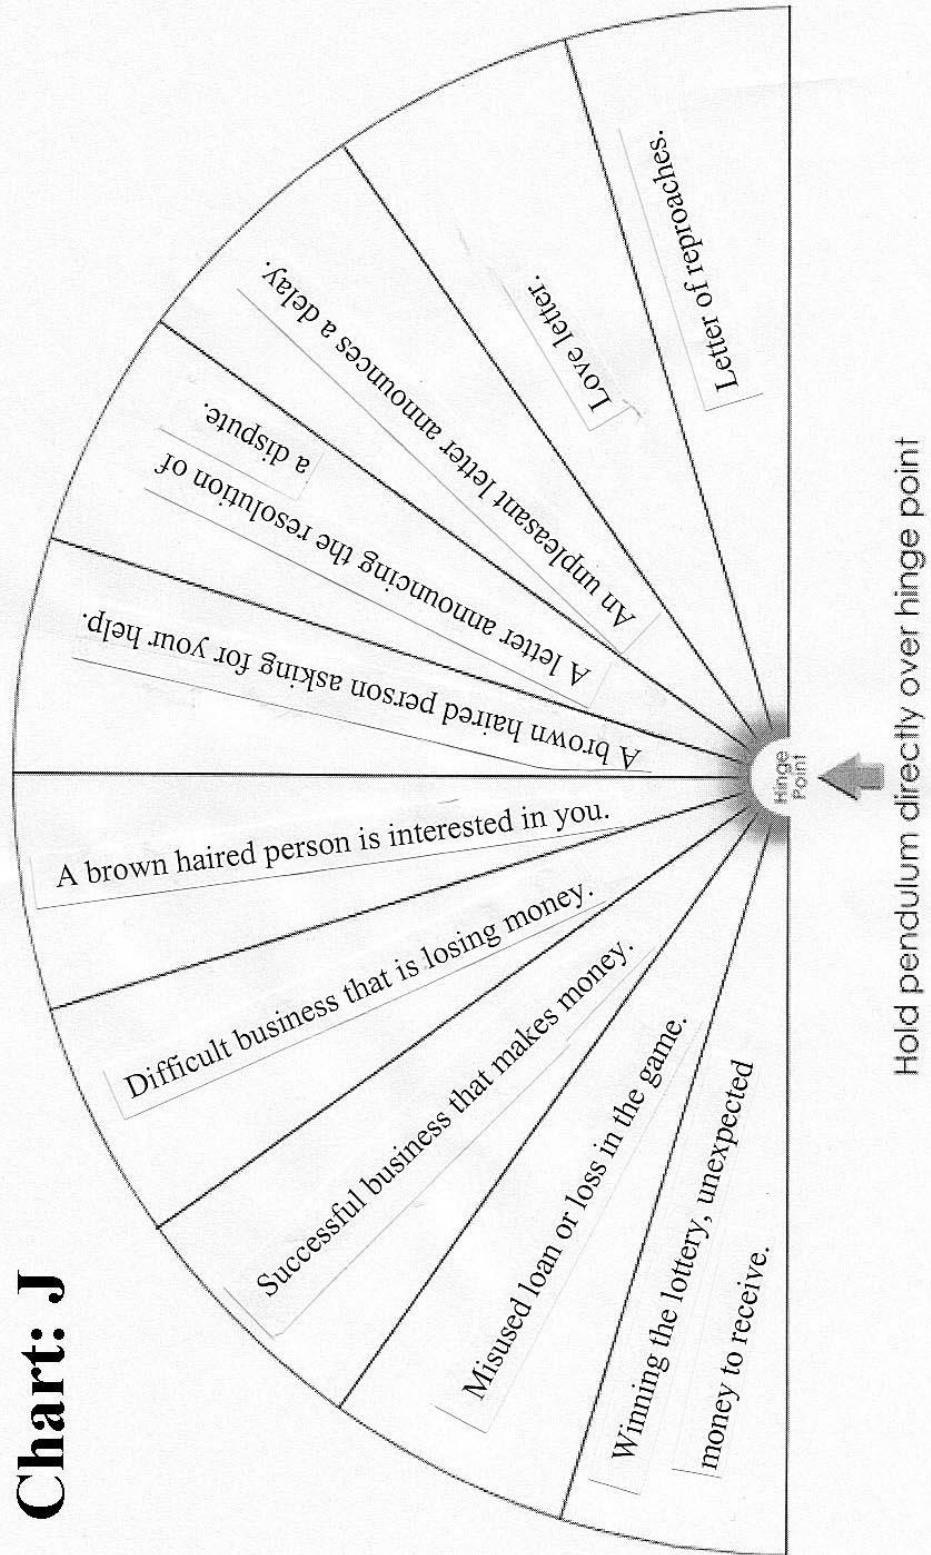 Chart: J
Winning the lottery, unexpected
money to receive.
Misused loan or loss in the game.
Successful business that makes money.
Difficult business that is losing money.
A brown haired person is interested in you.
A brown haired person asking for your help.
A letter announcing the resolution of
a dispute.
An unpleasant letter announces a delay.
Love letter.
Letter of reproaches.
Hinge
Point
Hold pendulum directly over hinge point